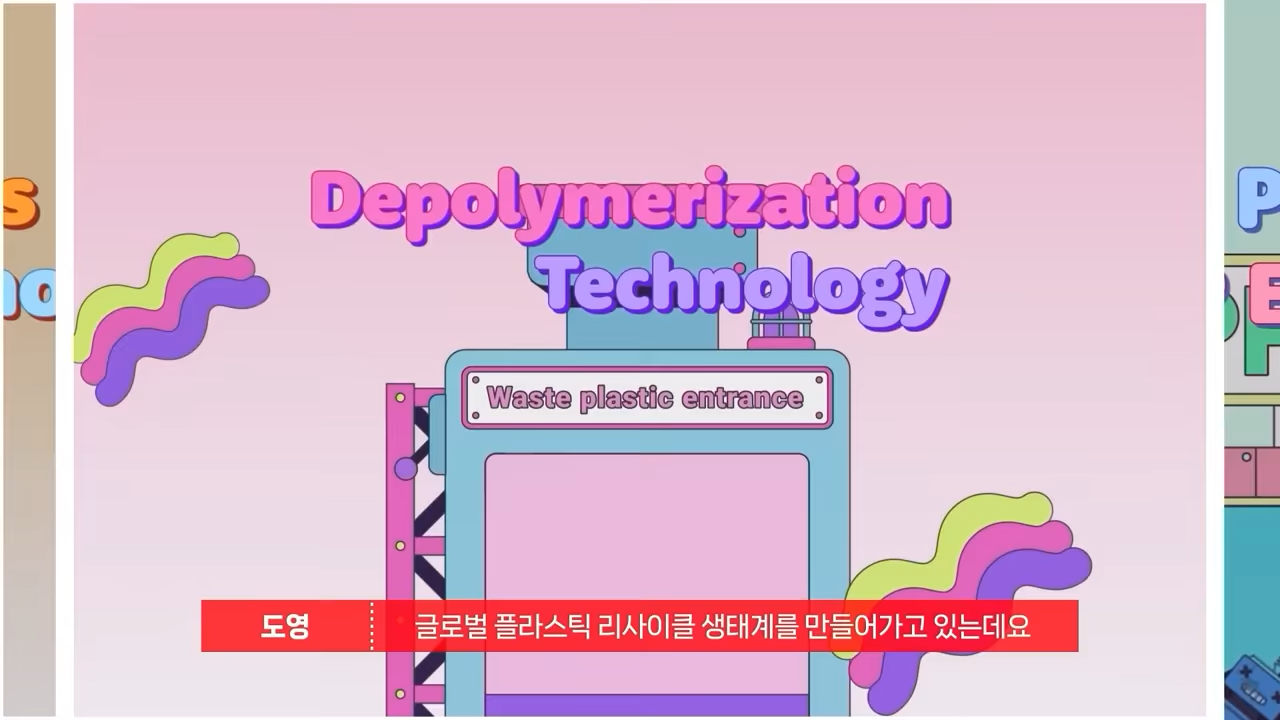 Depolymerization
Technology
Waste plastic entrance
도영
글로벌 플라스틱 리사이클 생태계를 만들어가고 있는데요